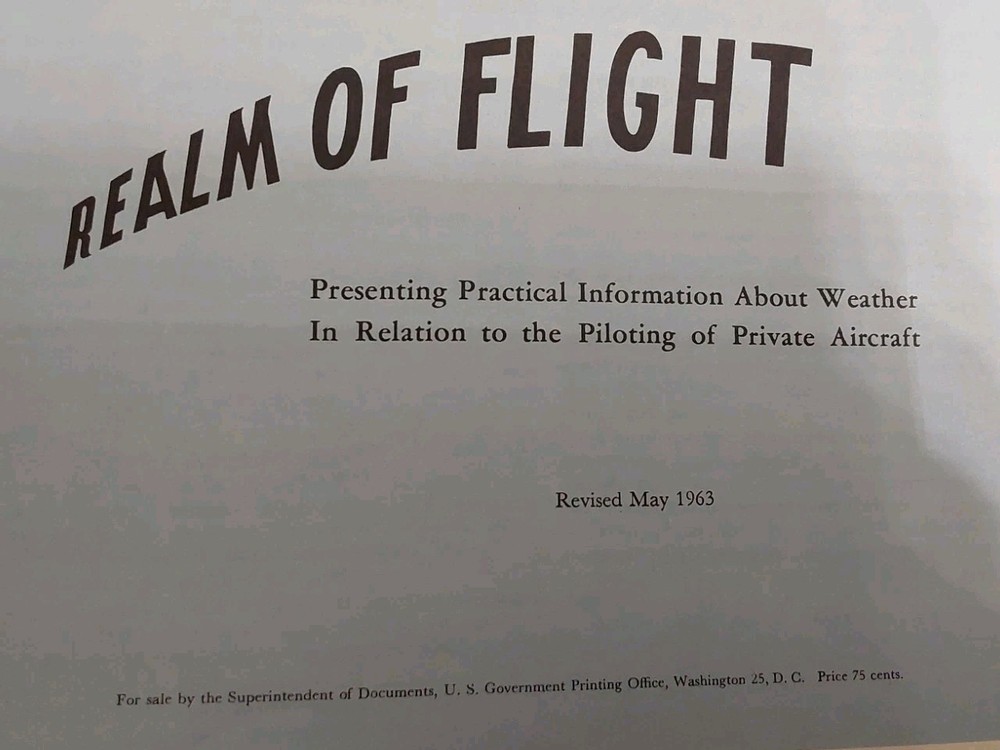 REALM OF FLIGHT
Presenting Practical Information About Weather
In Relation to the Piloting of Private Aircraft
Revised May 1963
For sale by the Superintendent of Documents, U. S. Government Printing Office, Washington 25, D. C. Price 75 cents.